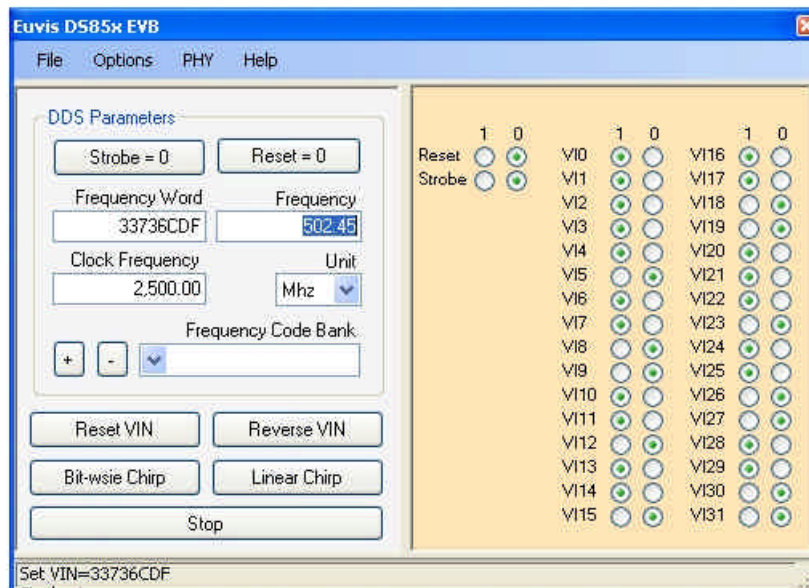 Euvis DS85x EVB
File Options PHY Help
DDS Parameters
Strobe = 0 Reset = 0
Frequency Word Frequency
33736CDF 502.45
Clock Frequency Unit
2,500.00 Mhz
Frequency Code Bank
+ -
Reset VIN Reverse VIN
Bit-wsie Chirp Linear Chirp
Stop
1 0 1 0 1 0
Reset VI0 VI16
Strobe VI1 VI17
VI2 VI18
VI3 VI19
VI4 VI20
VI5 VI21
VI6 VI22
VI7 VI23
VI8 VI24
VI9 VI25
VI10 VI26
VI11 VI27
VI12 VI28
VI13 VI29
VI14 VI30
VI15 VI31
Set VIN=33736CDF